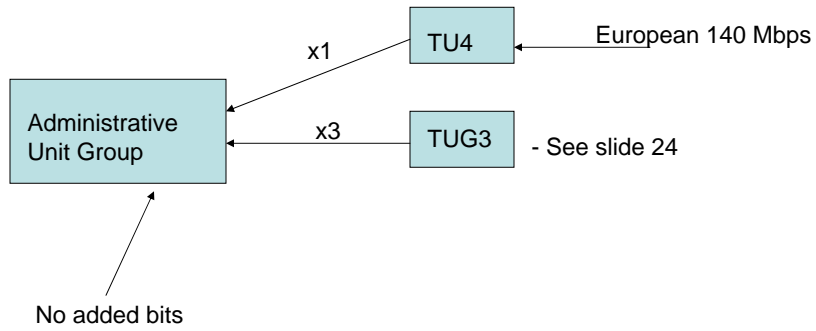 TU4
European 140 Mbps
x1
Administrative
Unit Group
x3
TUG3
- See slide 24
No added bits